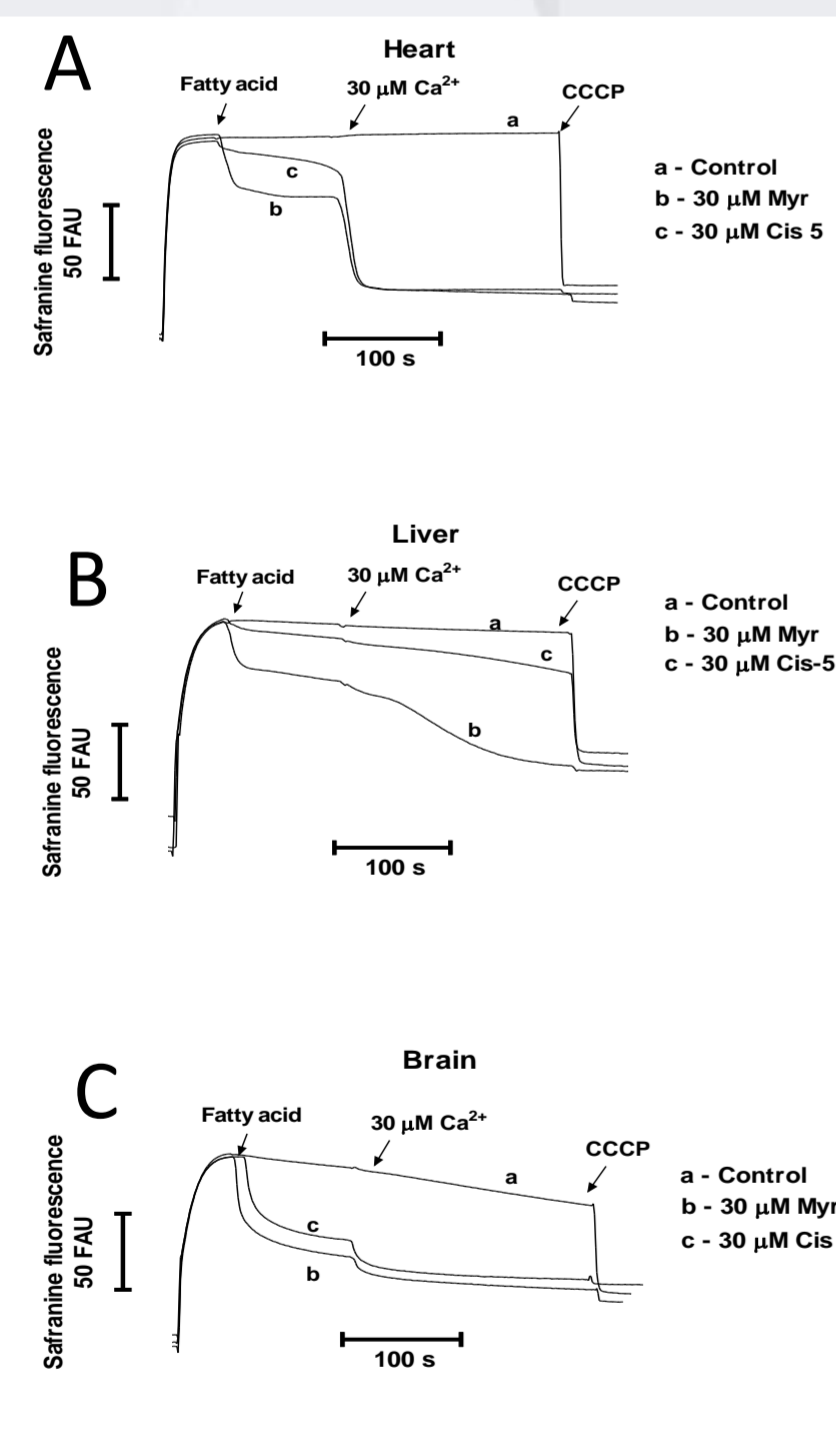 A
Heart
Fatty acid
30 μM Ca²⁺
CCCP
a
c
b
Safranine fluorescence
50 FAU
100 s
a - Control
b - 30 μM Myr
c - 30 μM Cis 5
B
Liver
Fatty acid
30 μM Ca²⁺
CCCP
a
c
b
Safranine fluorescence
50 FAU
100 s
a - Control
b - 30 μM Myr
c - 30 μM Cis-5
C
Brain
Fatty acid
30 μM Ca²⁺
CCCP
a
c
b
Safranine fluorescence
50 FAU
100 s
a - Control
b - 30 μM Myr
c - 30 μM Cis